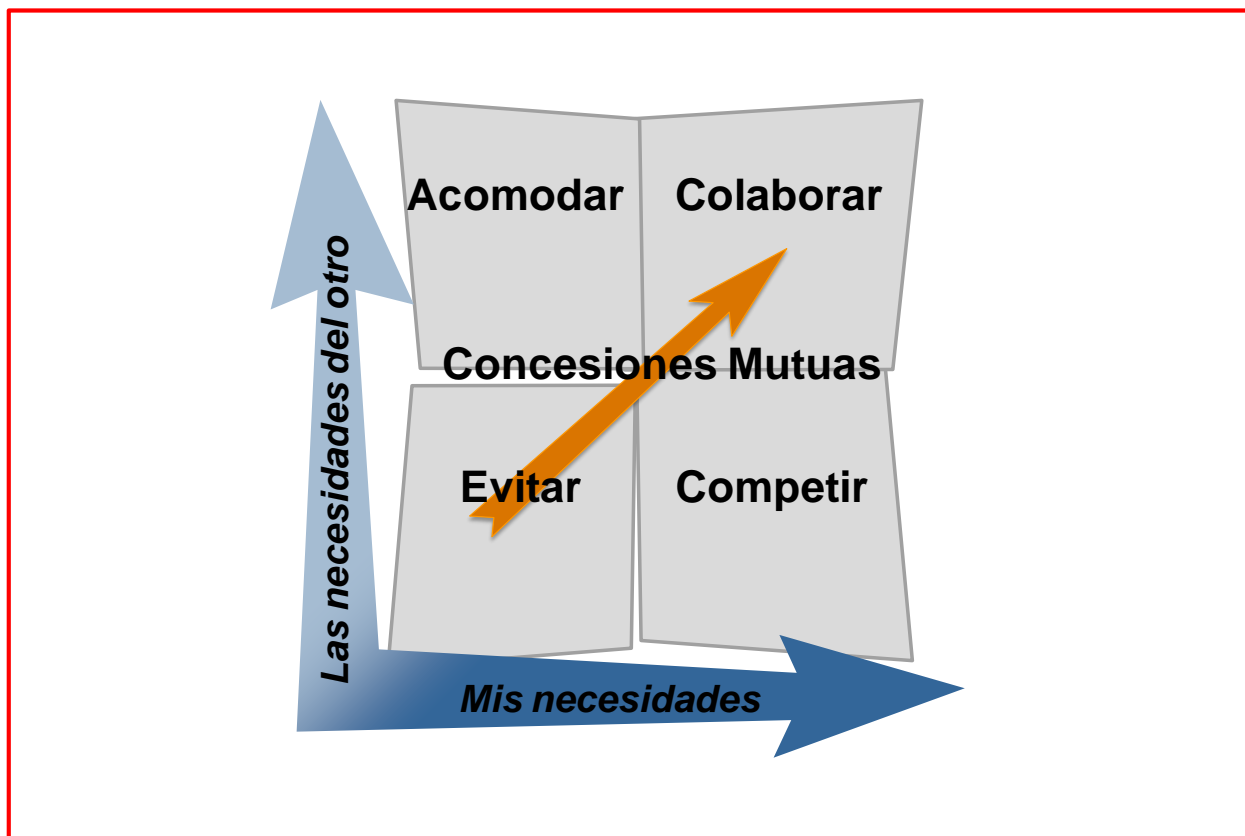 Acomodar
Colaborar
Las necesidades del otro
Concesiones Mutuas
Evitar
Competir
Mis necesidades